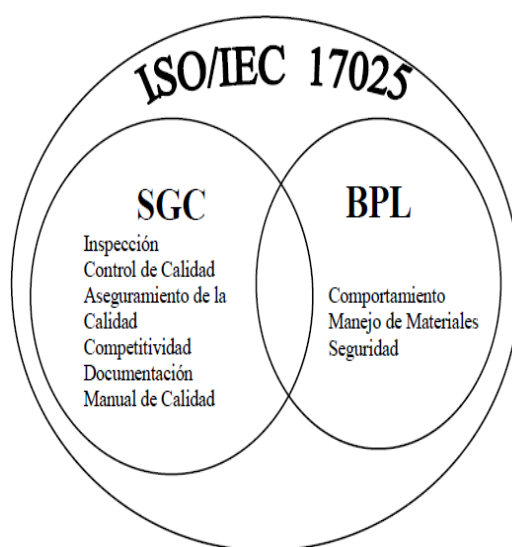 ISO/IEC 17025
SGC
Inspección
Control de Calidad
Aseguramiento de la
Calidad
Competitividad
Documentación
Manual de Calidad
BPL
Comportamiento
Manejo de Materiales
Seguridad